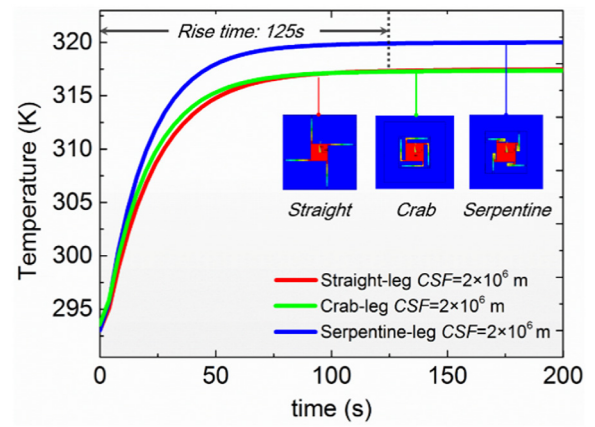 Rise time: 125s
320
315
310
305
300
295
Temperature (K)
Straight
Crab
Serpentine
Straight-leg CSF=2×10⁶ m
Crab-leg CSF=2×10⁶ m
Serpentine-leg CSF=2×10⁶ m
0
50
100
150
200
time (s)